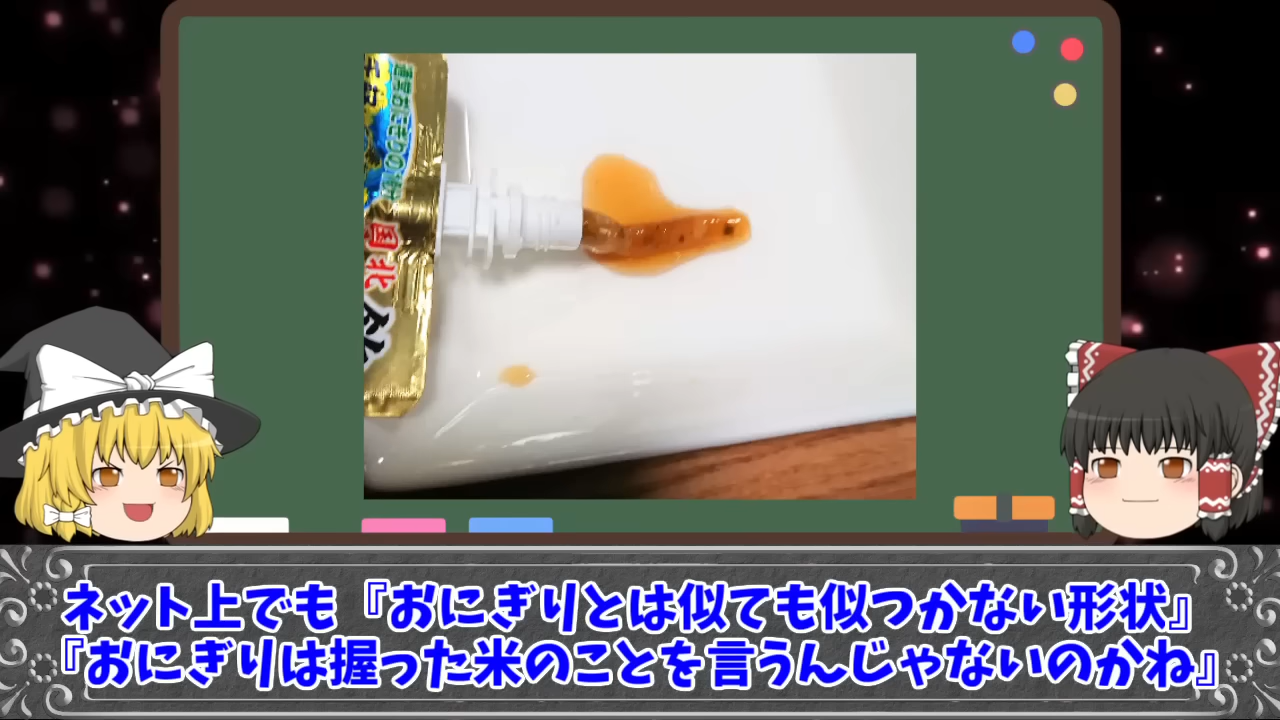 国北
ネット上でも『おにぎりとは似ても似つかない形状』
『おにぎりは握った米のことを言うんじゃないのかね』